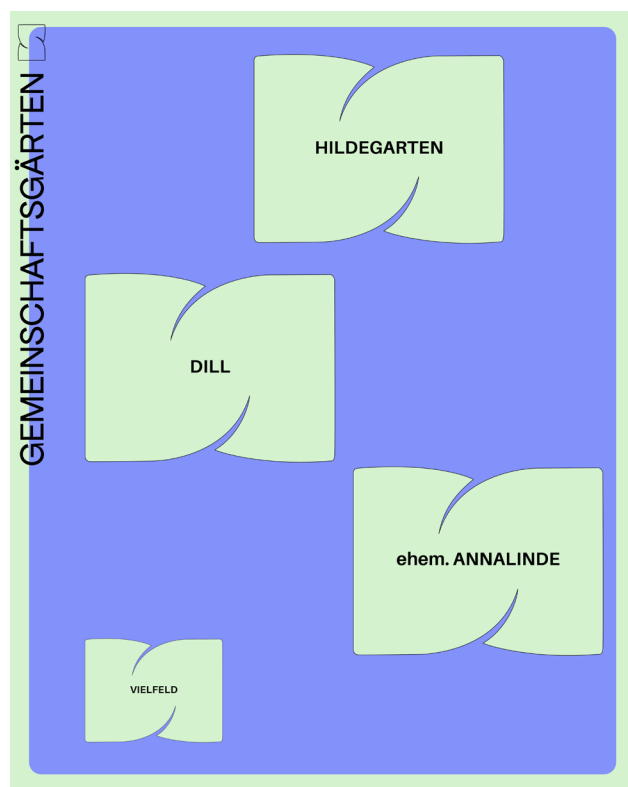 GEMEINSCHAFTSGÄRTEN
HILDEGARTEN
DILL
ehem. ANNALINDE
VIELFELD